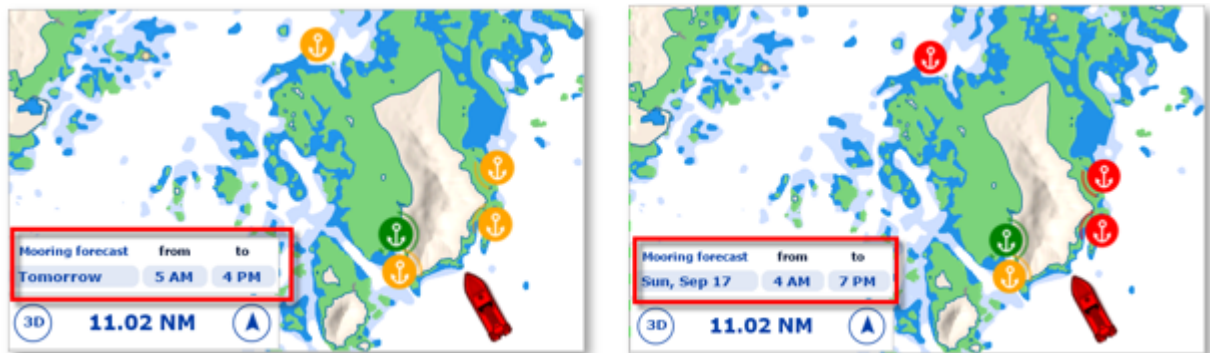 Mooring forecast from to
Tomorrow 5 AM 4 PM
3D 11.02 NM
Mooring forecast from to
Sun, Sep 17 4 AM 7 PM
3D 11.02 NM